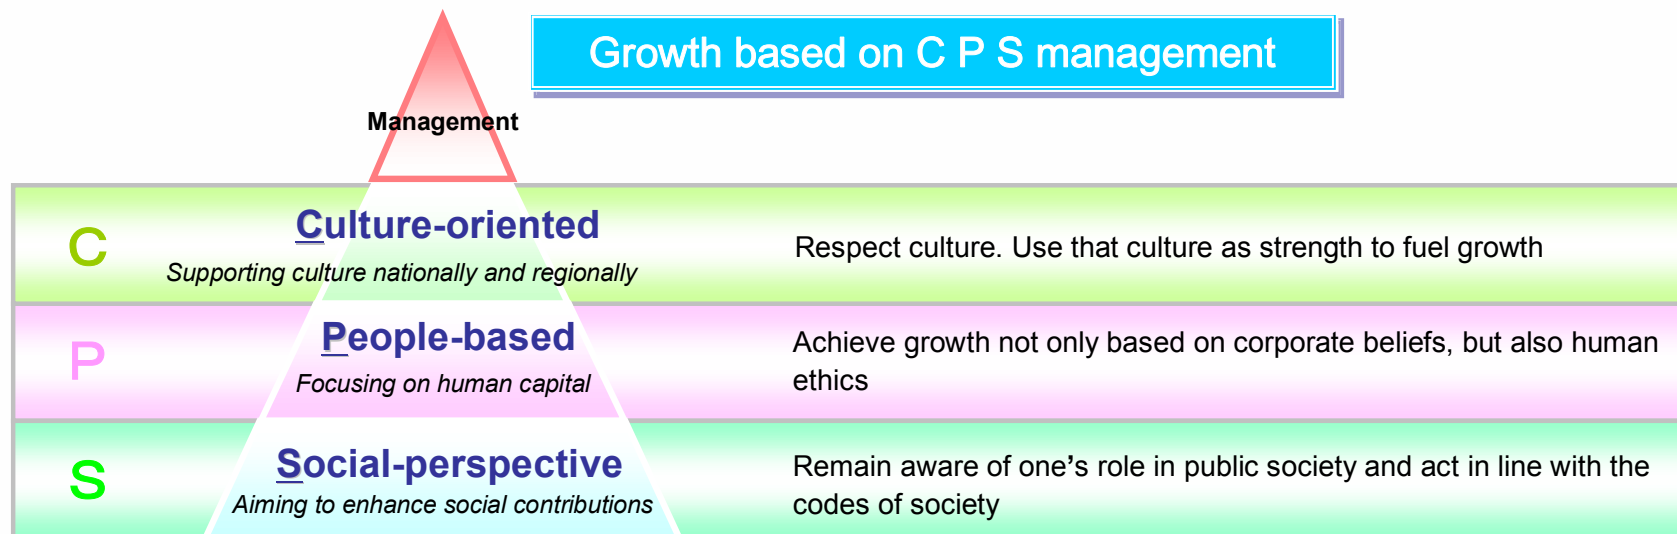 Growth based on C P S management
Management
C
Culture-oriented
Supporting culture nationally and regionally
Respect culture. Use that culture as strength to fuel growth
P
People-based
Focusing on human capital
Achieve growth not only based on corporate beliefs, but also human
ethics
S
Social-perspective
Aiming to enhance social contributions
Remain aware of one’s role in public society and act in line with the
codes of society